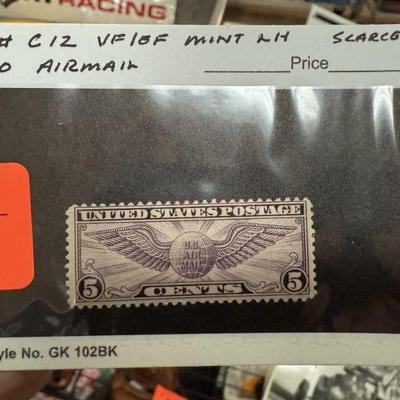 RACING
# C12 VF/EF MINT LH SCARCE
O AIRMAIL Price
UNITED STATES POSTAGE
U.S.
AIR
MAIL
5 CENTS 5
yle No. GK 102BK